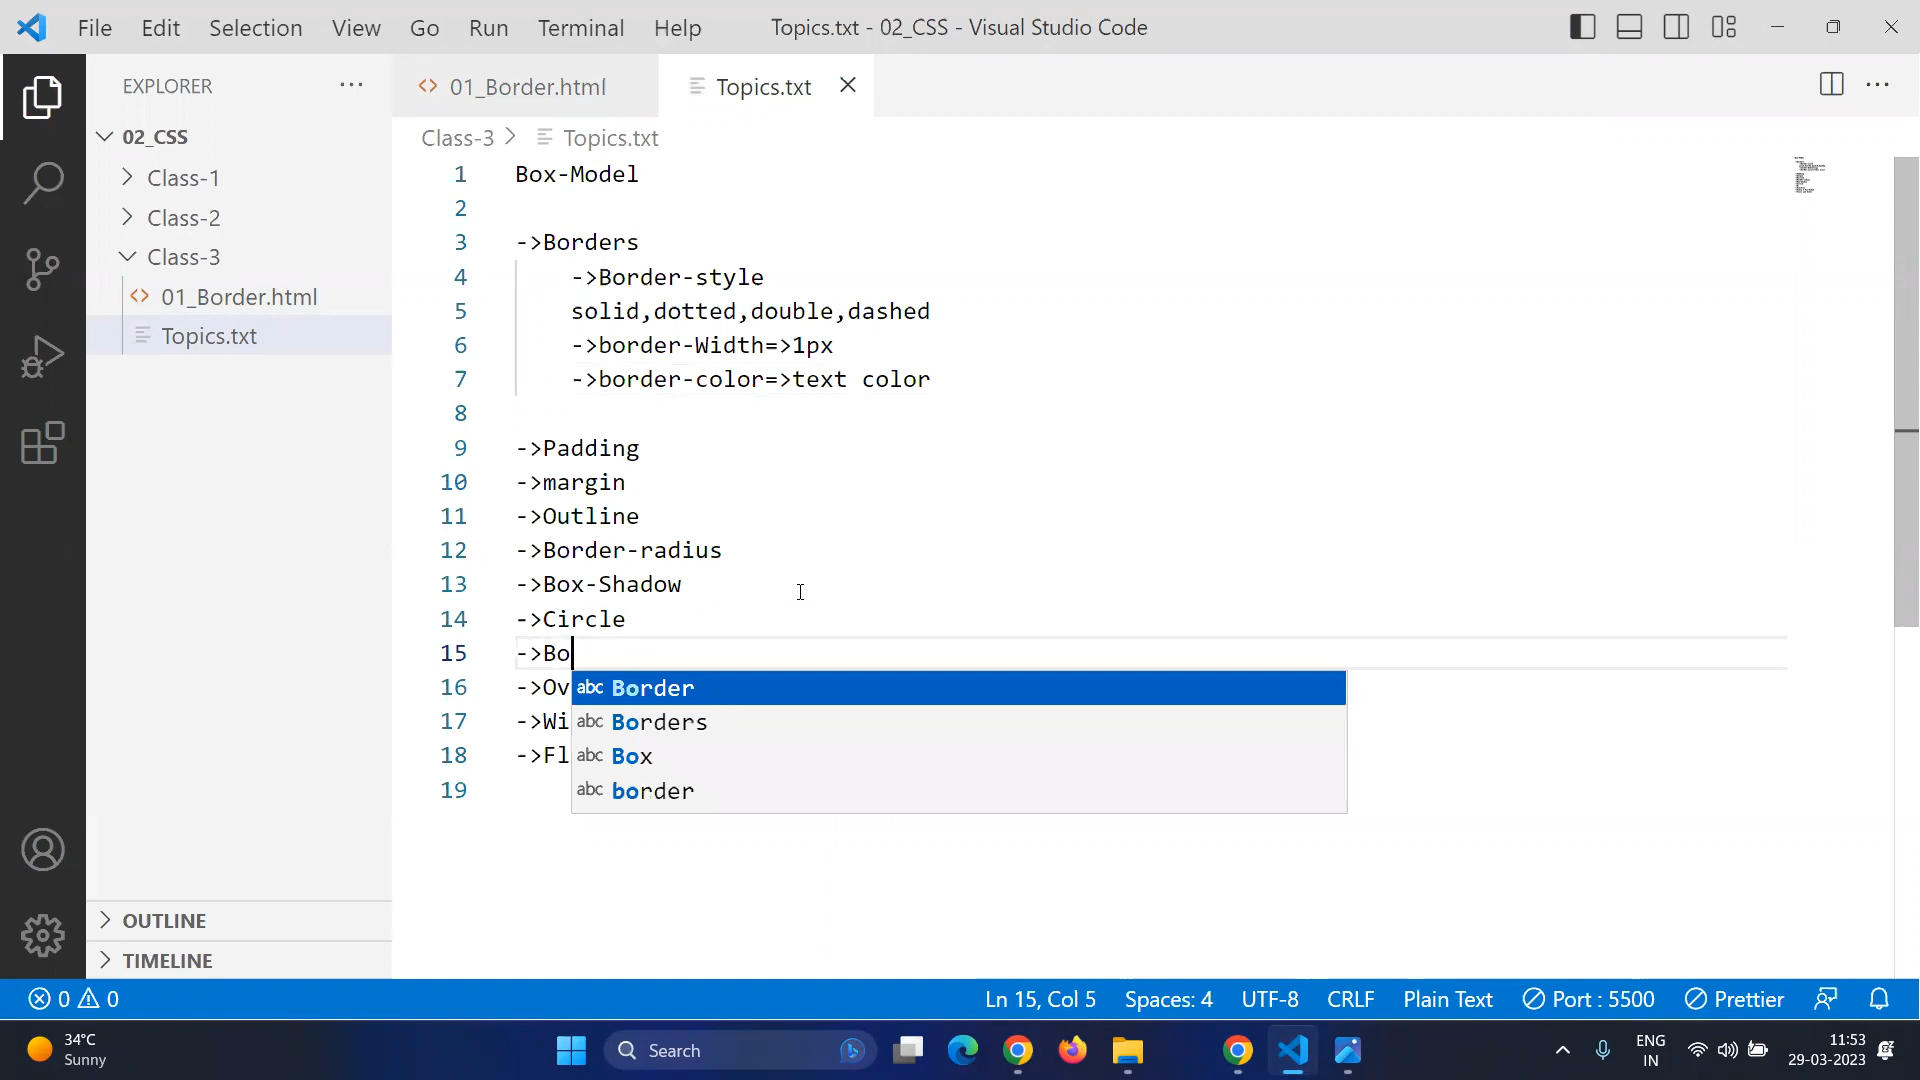 File Edit Selection View Go Run Terminal Help Topics.txt - 02_CSS - Visual Studio Code
EXPLORER ···
01_Border.html
Topics.txt
02_CSS
Class-1
Class-2
Class-3
01_Border.html
Topics.txt
Class-3 > Topics.txt
1 Box-Model
2
3 ->Borders
4 ->Border-style
5 solid,dotted,double,dashed
6 ->border-Width=>1px
7 ->border-color=>text color
8
9 ->Padding
10 ->margin
11 ->Outline
12 ->Border-radius
13 ->Box-Shadow
14 ->Circle
15 ->Bo
16 ->Ov
17 ->Wi
18 ->Fl
19
abc Border
abc Borders
abc Box
abc border
OUTLINE
TIMELINE
0 0 Ln 15, Col 5 Spaces: 4 UTF-8 CRLF Plain Text Port : 5500 Prettier
34°C
Sunny
Search
ENG
IN
11:53
29-03-2023